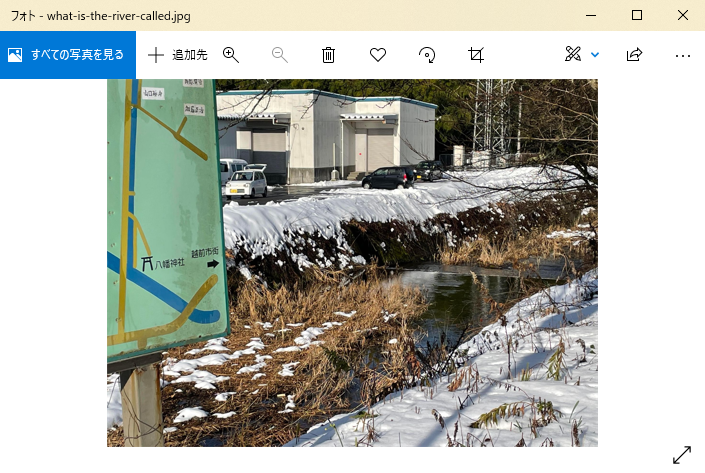 フォト - what-is-the-river-called.jpg
すべての写真を見る
追加先
八幡神社
越前市街